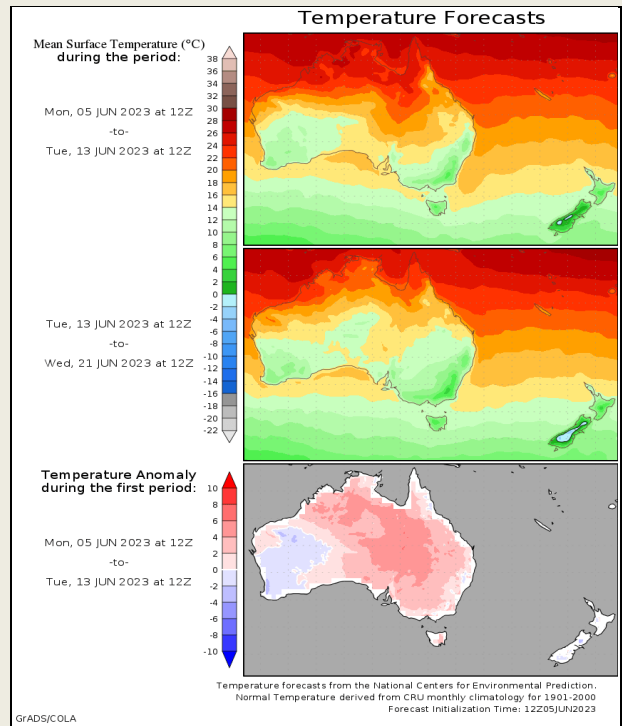 Temperature Forecasts
Mean Surface Temperature (°C)
during the period:
Mon, 05 JUN 2023 at 12Z
-to-
Tue, 13 JUN 2023 at 12Z
38
36
34
32
30
28
26
24
22
20
18
16
14
12
10
8
6
4
2
0
-2
-4
-6
-8
-10
-12
-14
-16
-18
-20
-22
Tue, 13 JUN 2023 at 12Z
-to-
Wed, 21 JUN 2023 at 12Z
Temperature Anomaly
during the first period:
Mon, 05 JUN 2023 at 12Z
-to-
Tue, 13 JUN 2023 at 12Z
10
8
6
4
2
0
-2
-4
-6
-8
-10
Temperature forecasts from the National Centers for Environmental Prediction.
Normal Temperature derived from CRU monthly climatology for 1901-2000
Forecast Initialization Time: 12Z05JUN2023
GrADS/COLA